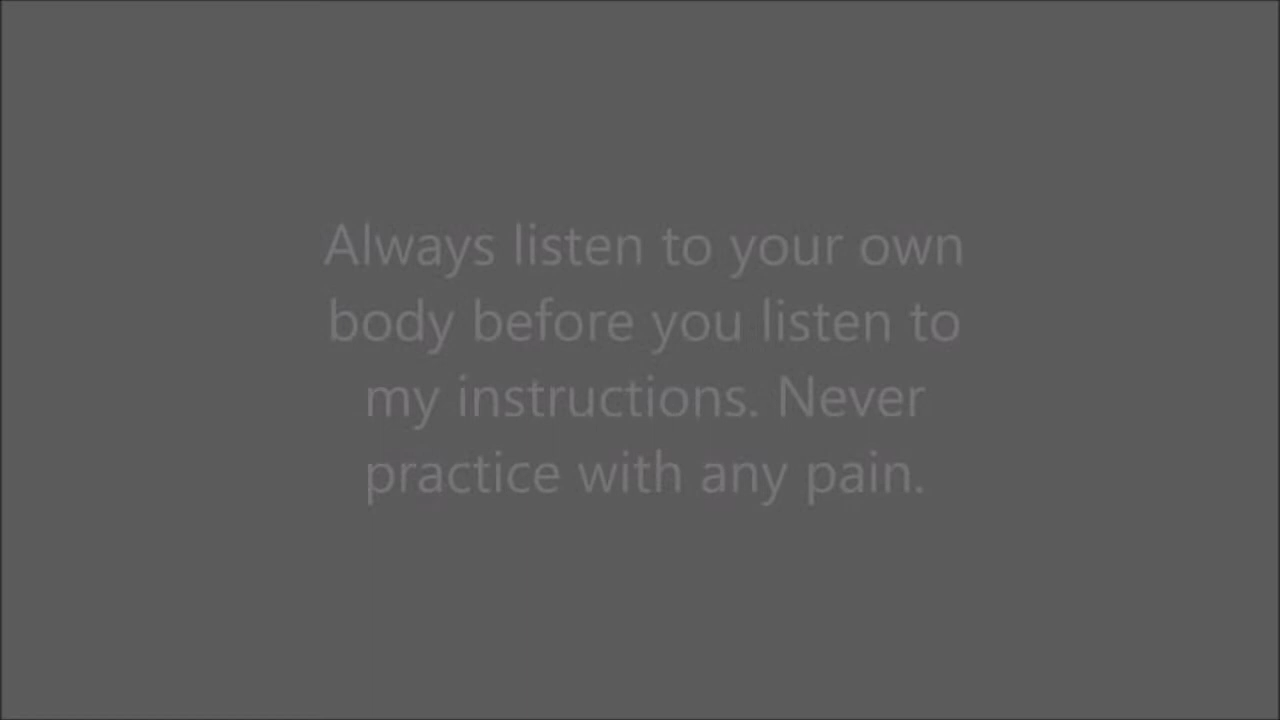 Always listen to your own
body before you listen to
my instructions. Never
practice with any pain.